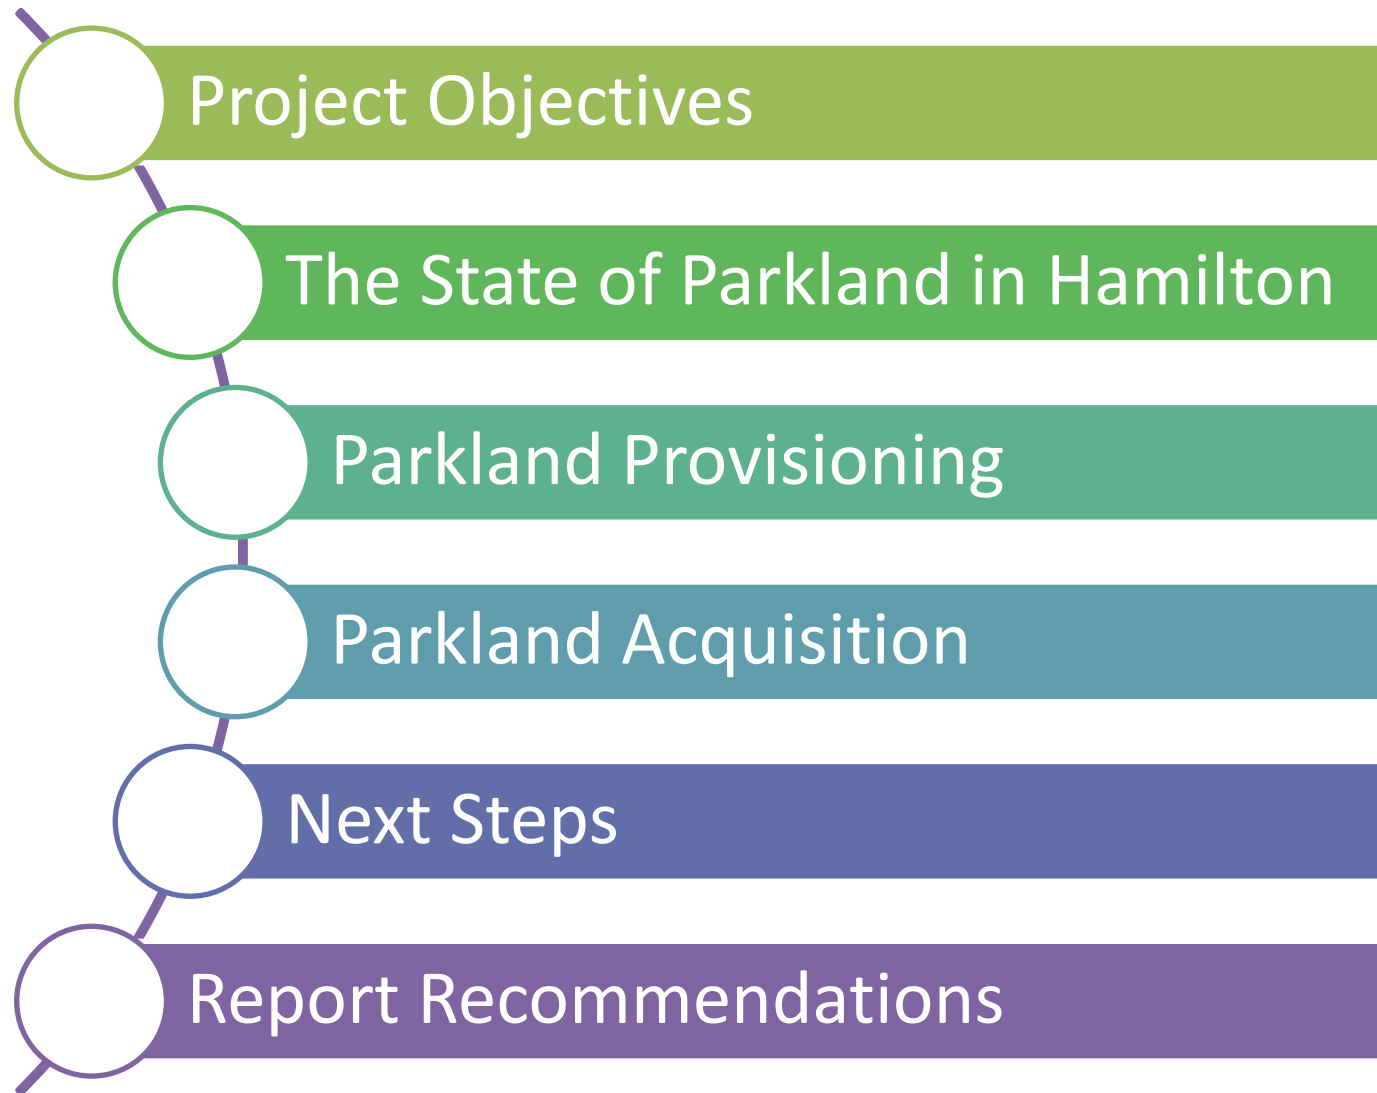 Project Objectives
The State of Parkland in Hamilton
Parkland Provisioning
Parkland Acquisition
Next Steps
Report Recommendations